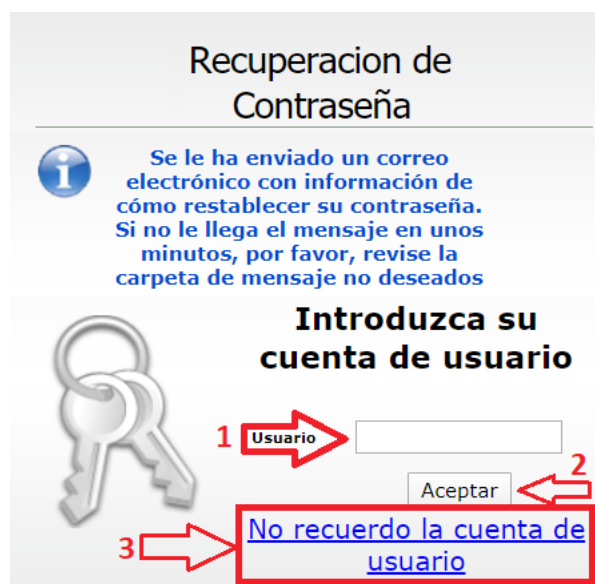 Recuperacion de
Contraseña
Se le ha enviado un correo
electrónico con información de
cómo restablecer su contraseña.
Si no le llega el mensaje en unos
minutos, por favor, revise la
carpeta de mensaje no deseados
Introduzca su
cuenta de usuario
1 Usuario
Aceptar 2
3 No recuerdo la cuenta de
usuario